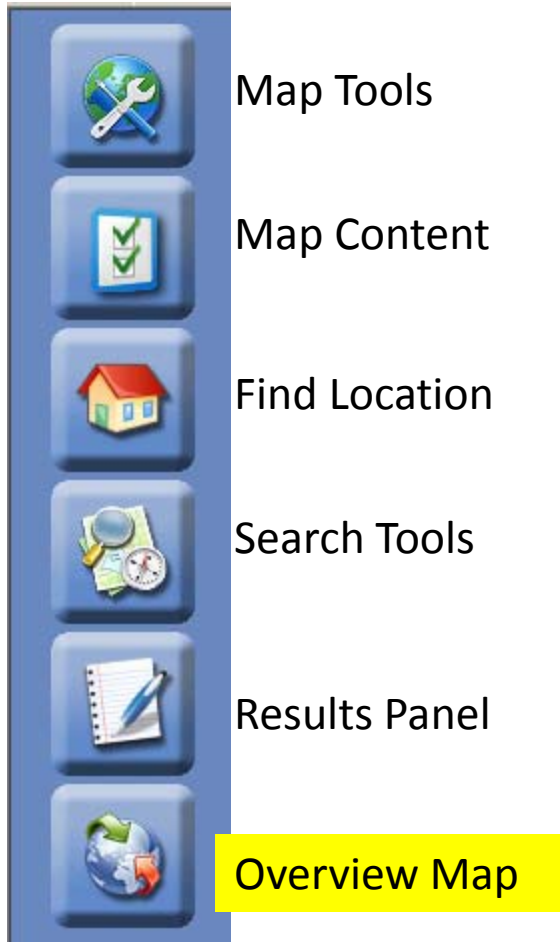 Map Tools
Map Content
Find Location
Search Tools
Results Panel
Overview Map